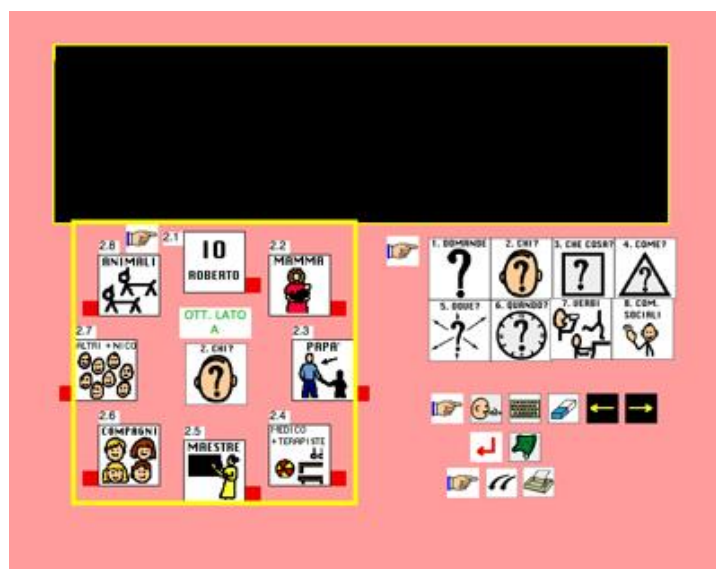 2.1
IO
ROBERTO
2.2
MAMMA
2.3
PAPA'
2.4
MEDICO
+ TERAPISTE
2.5
MAESTRE
2.6
COMPAGNI
2.7
ALTRI + NICO
2.8
ANIMALI
OTT. LATO
A
2. CHI?
1. DOMANDE
2. CHI?
3. CHE COSA?
4. COME?
5. DOVE?
6. QUANDO?
7. VERBI
8. COM.
SOCIALI